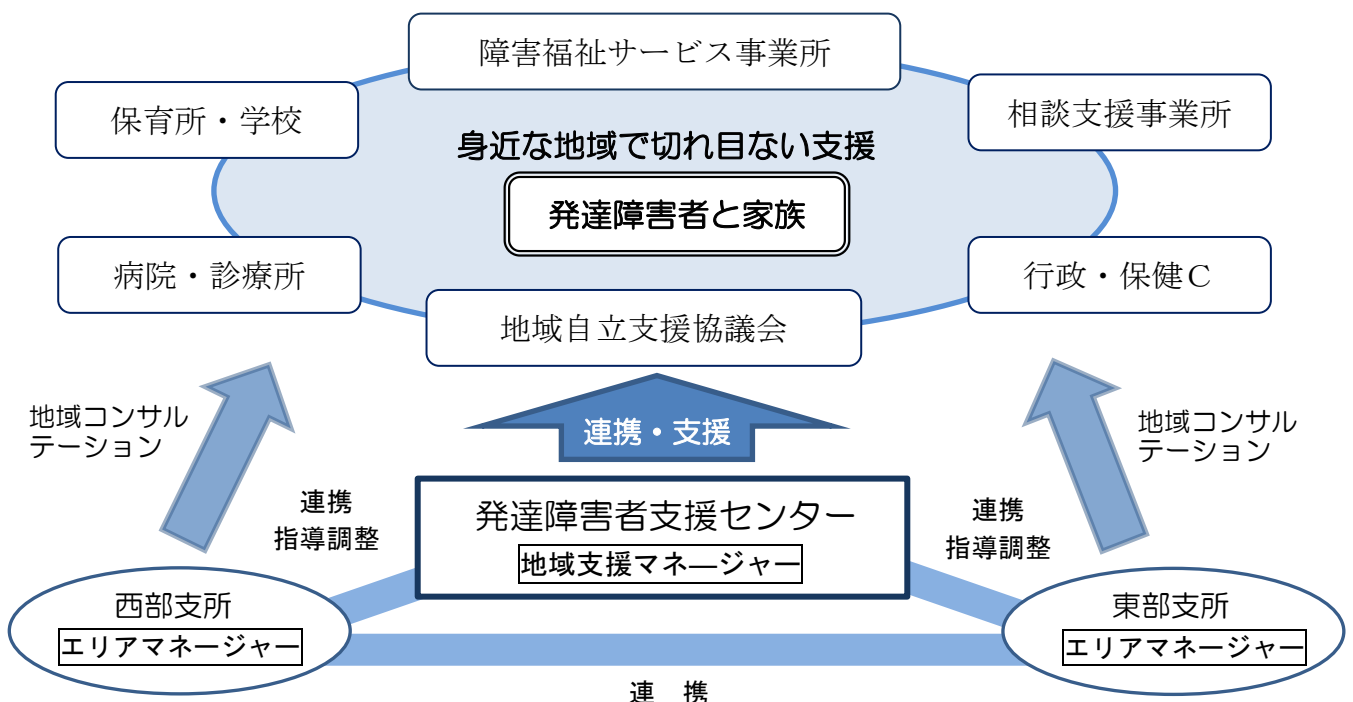 障害福祉サービス事業所
保育所・学校
相談支援事業所
身近な地域で切れ目ない支援
発達障害者と家族
病院・診療所
行政・保健Ｃ
地域自立支援協議会
地域コンサル
テーション
連携・支援
地域コンサル
テーション
連携
指導調整
発達障害者支援センター
地域支援マネ―ジャー
連携
指導調整
西部支所
エリアマネージャー
東部支所
エリアマネージャー
連　携